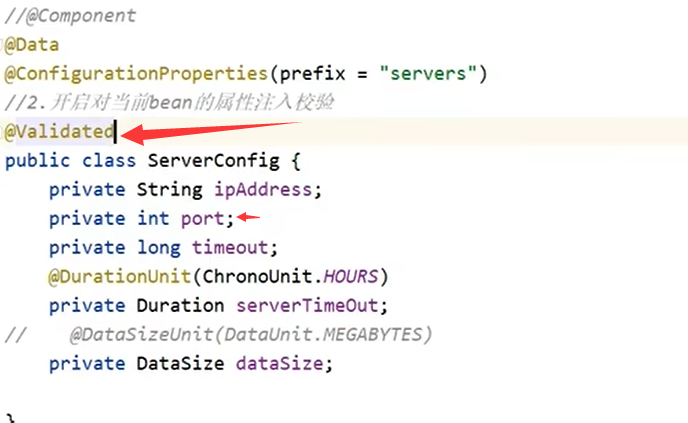 //@Component
@Data
@ConfigurationProperties(prefix = "servers")
//2.开启对当前bean的属性注入校验
@Validated
public class ServerConfig {
    private String ipAddress;
    private int port;
    private long timeout;
    @DurationUnit(ChronoUnit.HOURS)
    private Duration serverTimeOut;
//    @DataSizeUnit(DataUnit.MEGABYTES)
    private DataSize dataSize;
}